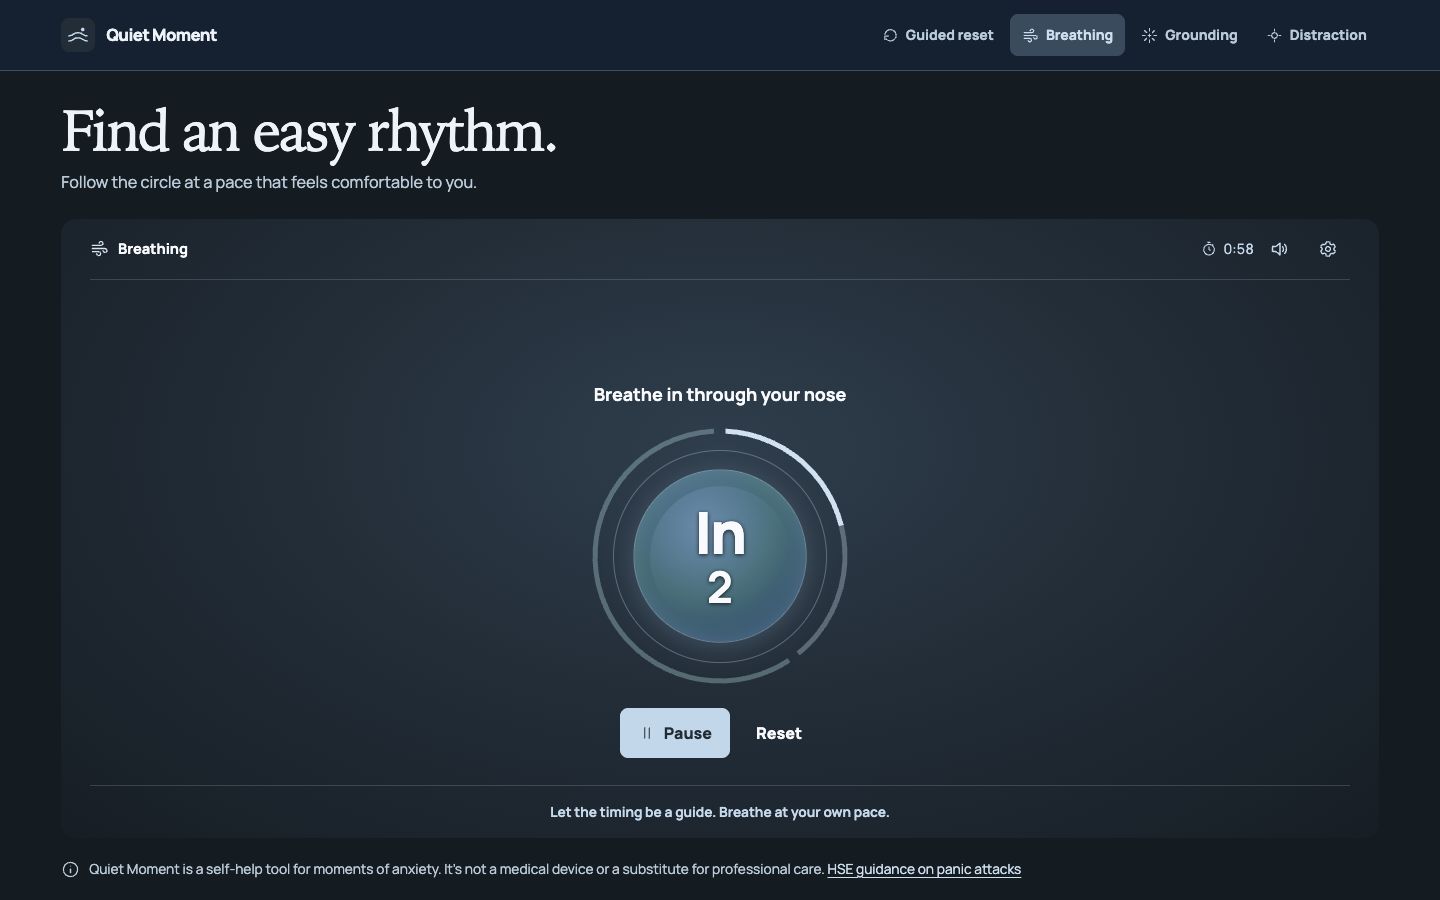 Quiet Moment
Guided reset
Breathing
Grounding
Distraction
Find an easy rhythm.
Follow the circle at a pace that feels comfortable to you.
Breathing
0:58
Breathe in through your nose
In
2
Pause
Reset
Let the timing be a guide. Breathe at your own pace.
Quiet Moment is a self-help tool for moments of anxiety. It's not a medical device or a substitute for professional care. HSE guidance on panic attacks